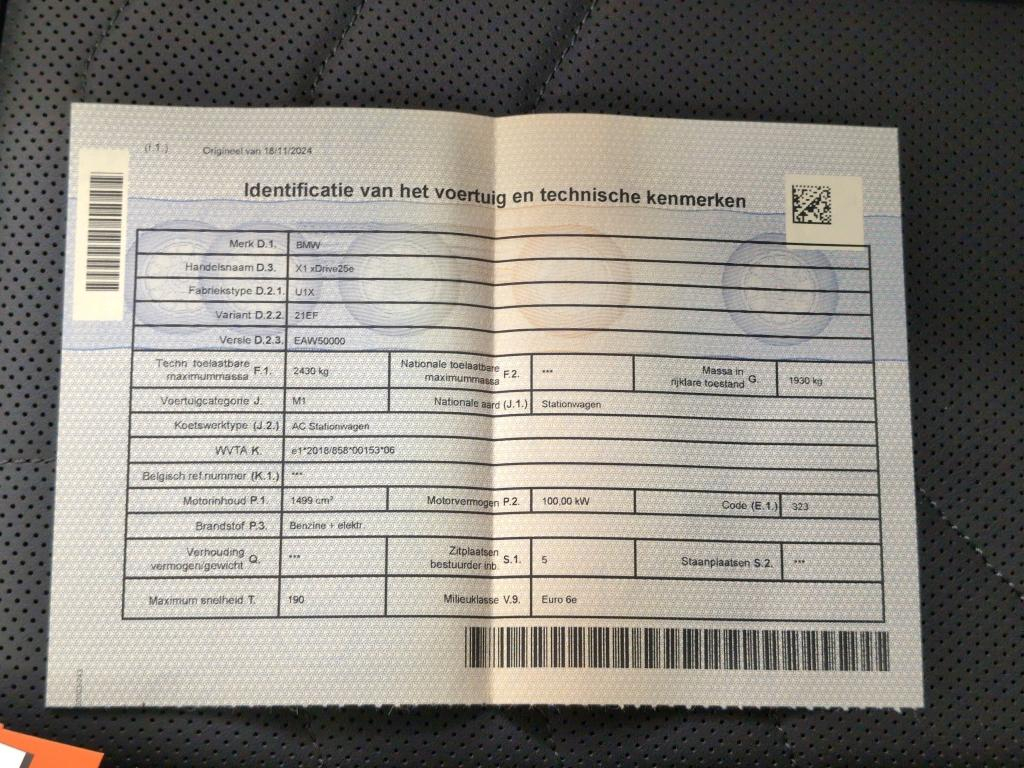 (I.1.) Origineel van 18/11/2024
Identificatie van het voertuig en technische kenmerken
Merk D.1. BMW
Handelsnaam D.3. X1 xDrive25e
Fabriekstype D.2.1. U1X
Variant D.2.2. 21EF
Versie D.2.3. EAW50000
Techn toelaatbare maximummassa F.1. 2430 kg Nationale toelaatbare maximummassa F.2. *** Massa in rijklare toestand G. 1930 kg
Voertuigcategorie J. M1 Nationale aard (J.1.) Stationwagen
Koetswerktype (J.2.) AC Stationwagen
WVTA K. e1*2018/858*00153*06
Belgisch ref.nummer (K.1.) ***
Motorinhoud P.1. 1499 cm³ Motorvermogen P.2. 100,00 kW Code (E.1.) 323
Brandstof P.3. Benzine + elektr.
Verhouding vermogen/gewicht Q. *** Zitplaatsen bestuurder inb. S.1. 5 Staanplaatsen S.2. ***
Maximum snelheid T. 190 Milieuklasse V.9. Euro 6e